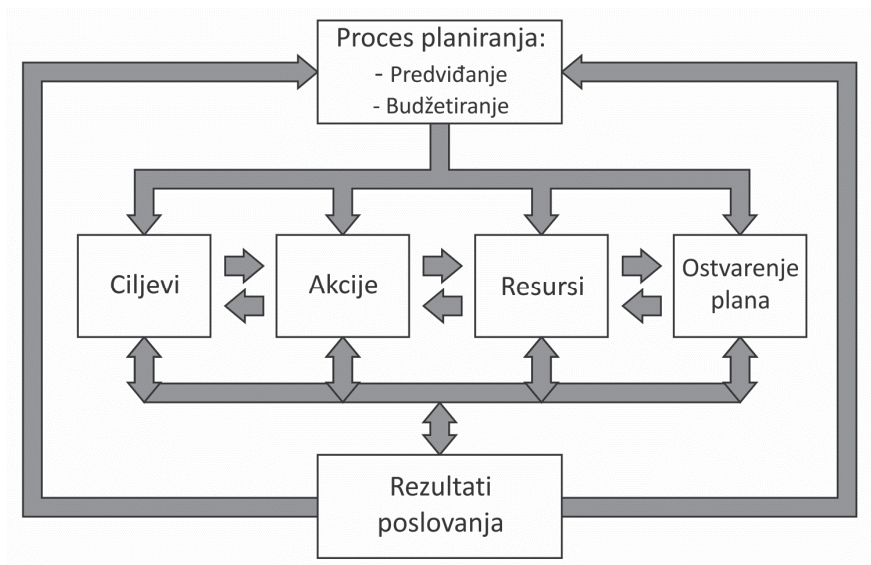 Proces planiranja:
- Predviđanje
- Budžetiranje
Ciljevi
Akcije
Resursi
Ostvarenje
plana
Rezultati
poslovanja